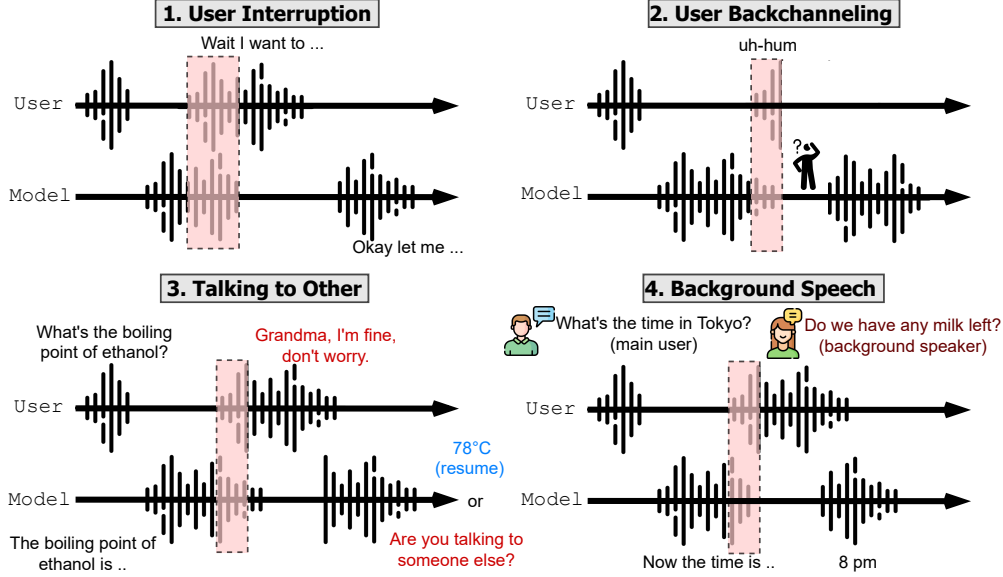 1. User Interruption
Wait I want to ...
User
Model
Okay let me ...
2. User Backchanneling
uh-hum
User
?
Model
3. Talking to Other
What's the boiling
point of ethanol?
Grandma, I'm fine,
don't worry.
User
78°C
(resume)
Model
or
The boiling point of
ethanol is ..
Are you talking to
someone else?
4. Background Speech
What's the time in Tokyo?
(main user)
Do we have any milk left?
(background speaker)
User
Model
Now the time is ..
8 pm